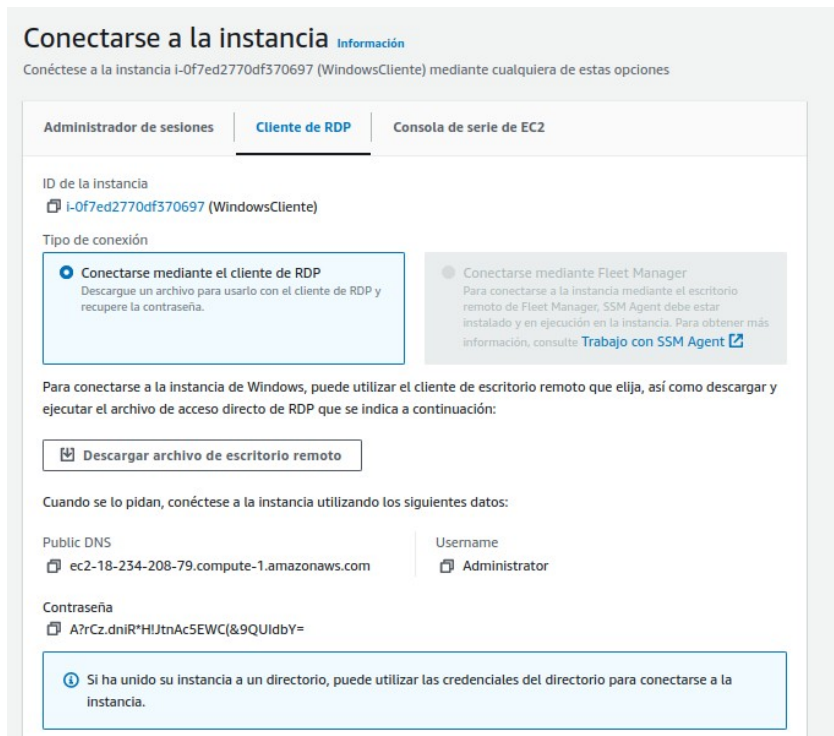 Conectarse a la instancia Información
Conéctese a la instancia i-0f7ed2770df370697 (WindowsCliente) mediante cualquiera de estas opciones
Administrador de sesiones
Cliente de RDP
Consola de serie de EC2
ID de la instancia
i-0f7ed2770df370697 (WindowsCliente)
Tipo de conexión
Conectarse mediante el cliente de RDP
Descargue un archivo para usarlo con el cliente de RDP y
recupere la contraseña.
Conectarse mediante Fleet Manager
Para conectarse a la instancia mediante el escritorio
remoto de Fleet Manager, SSM Agent debe estar
instalado y en ejecución en la instancia. Para obtener más
información, consulte Trabajo con SSM Agent
Para conectarse a la instancia de Windows, puede utilizar el cliente de escritorio remoto que elija, así como descargar y
ejecutar el archivo de acceso directo de RDP que se indica a continuación:
Descargar archivo de escritorio remoto
Cuando se lo pidan, conéctese a la instancia utilizando los siguientes datos:
Public DNS
ec2-18-234-208-79.compute-1.amazonaws.com
Username
Administrator
Contraseña
A?rCz.dniR*H!JtnAc5EWC(&9QUIdbY=
Si ha unido su instancia a un directorio, puede utilizar las credenciales del directorio para conectarse a la
instancia.